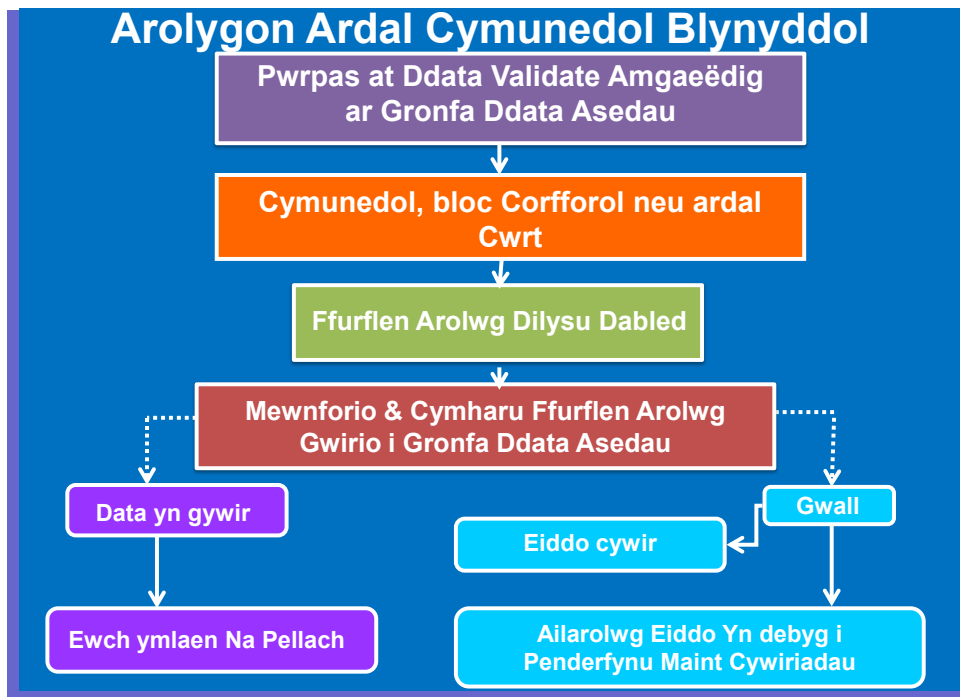 Arolygon Ardal Cymunedol Blynyddol
Pwrpas at Ddata Validate Amgaeëdig
ar Gronfa Ddata Asedau
Cymunedol, bloc Corfforol neu ardal
Cwrt
Ffurflen Arolwg Dilysu Dabled
Mewnforio & Cymharu Ffurflen Arolwg
Gwirio i Gronfa Ddata Asedau
Data yn gywir
Gwall
Eiddo cywir
Ewch ymlaen Na Pellach
Ailarolwg Eiddo Yn debyg i
Penderfynu Maint Cywiriadau